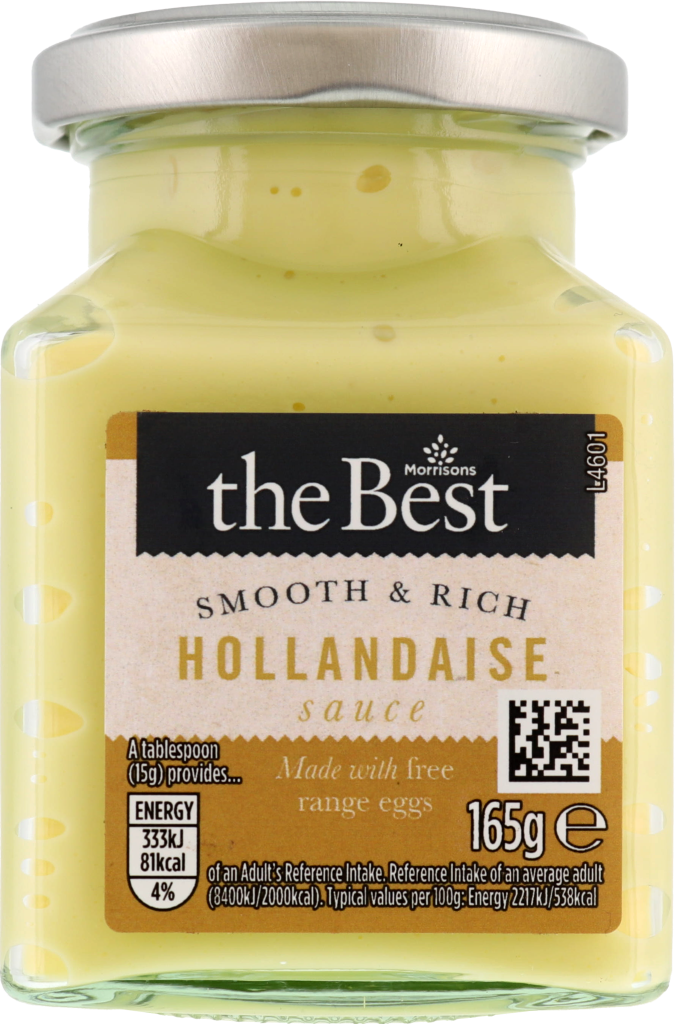 Morrisons
the Best
L4601
SMOOTH & RICH
HOLLANDAISE
sauce
Made with free
range eggs
A tablespoon
(15g) provides...
ENERGY
333kJ
81kcal
4%
165g ℮
of an Adult's Reference Intake. Reference Intake of an average adult
(8400kJ/2000kcal). Typical values per 100g: Energy 2217kJ/538kcal